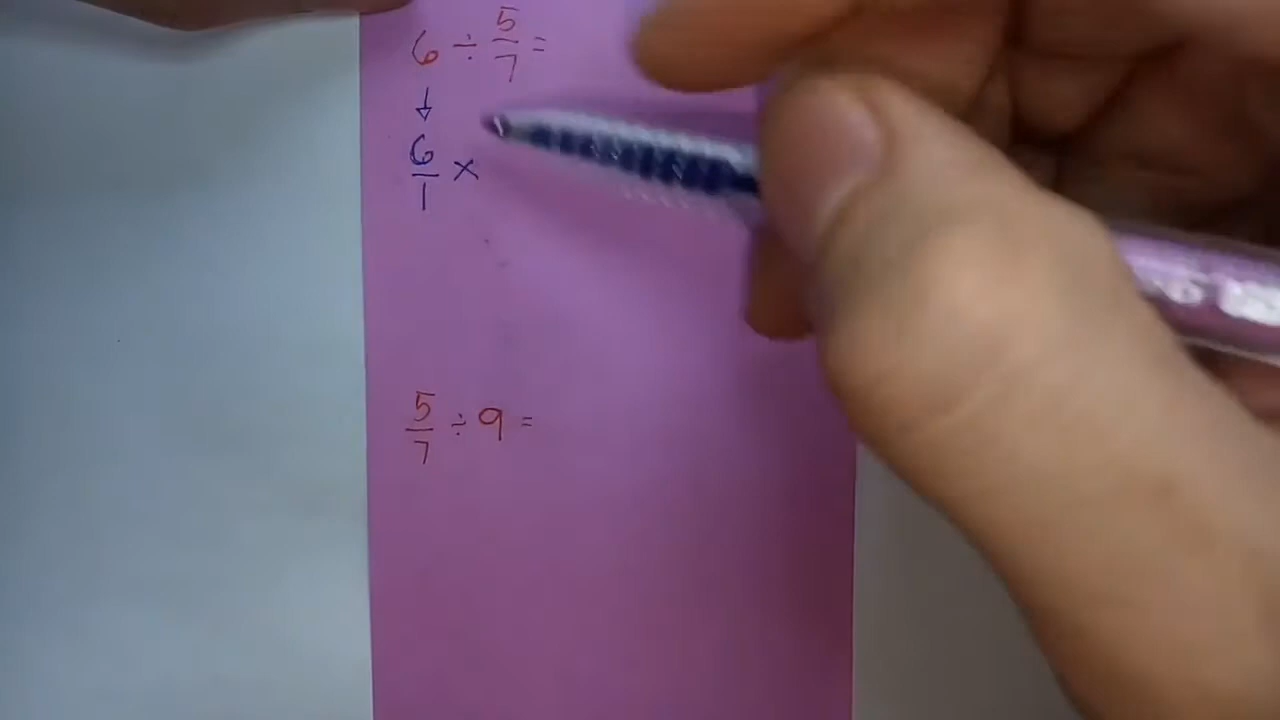 6 ÷ 5/7 =
↓
6/1 ×
5/7 ÷ 9 =